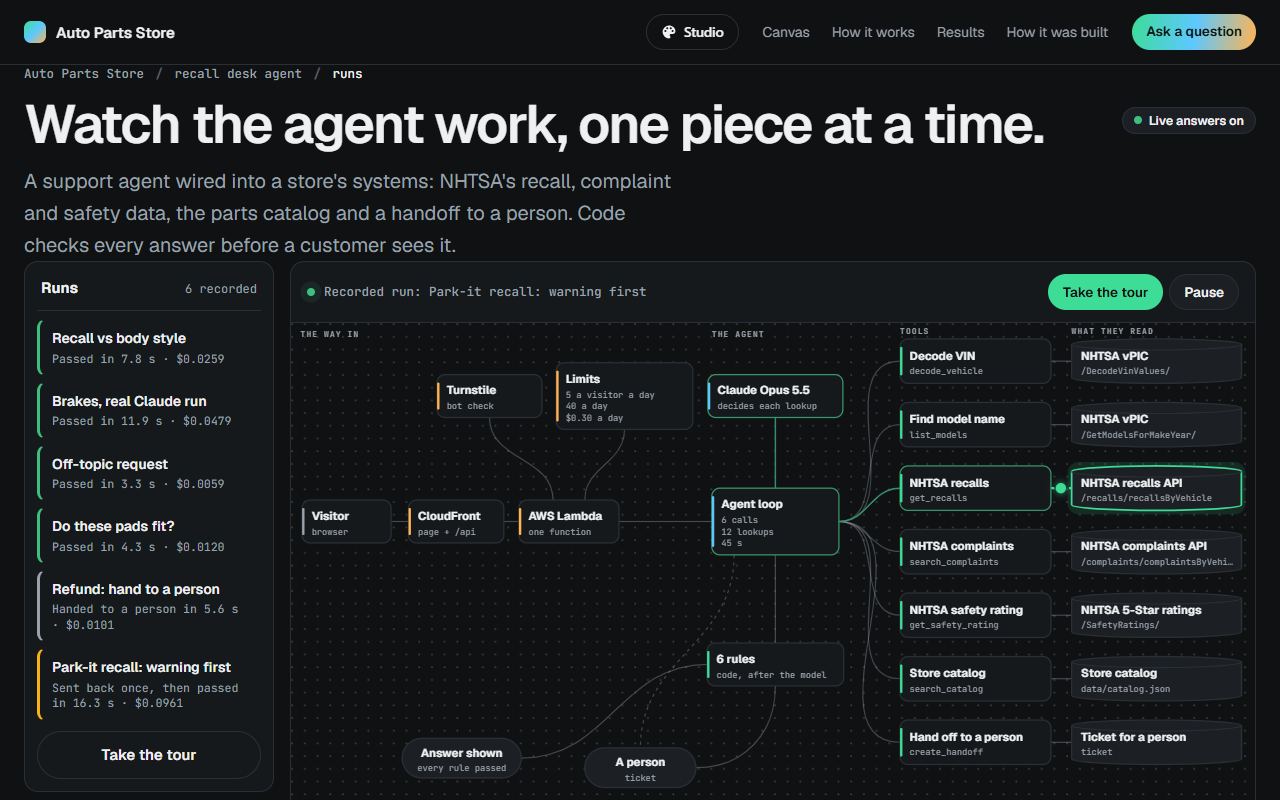 Auto Parts Store
Studio
Canvas
How it works
Results
How it was built
Ask a question
Auto Parts Store / recall desk agent / runs
Watch the agent work, one piece at a time.
Live answers on
A support agent wired into a store's systems: NHTSA's recall, complaint
and safety data, the parts catalog and a handoff to a person. Code
checks every answer before a customer sees it.
Runs
6 recorded
Recall vs body style
Passed in 7.8 s · $0.0259
Brakes, real Claude run
Passed in 11.9 s · $0.0479
Off-topic request
Passed in 3.3 s · $0.0059
Do these pads fit?
Passed in 4.3 s · $0.0120
Refund: hand to a person
Handed to a person in 5.6 s
· $0.0101
Park-it recall: warning first
Sent back once, then passed
in 16.3 s · $0.0961
Take the tour
Recorded run: Park-it recall: warning first
Take the tour
Pause
THE WAY IN
THE AGENT
TOOLS
WHAT THEY READ
Turnstile
bot check
Limits
5 a visitor a day
40 a day
$0.30 a day
Claude Opus 5.5
decides each lookup
Visitor
browser
CloudFront
page + /api
AWS Lambda
one function
Agent loop
6 calls
12 lookups
45 s
6 rules
code, after the model
Answer shown
every rule passed
A person
ticket
Decode VIN
decode_vehicle
NHTSA vPIC
/DecodeVinValues/
Find model name
list_models
NHTSA vPIC
/GetModelsForMakeYear/
NHTSA recalls
get_recalls
NHTSA recalls API
/recalls/recallsByVehicle
NHTSA complaints
search_complaints
NHTSA complaints API
/complaints/complaintsByVehi…
NHTSA safety rating
get_safety_rating
NHTSA 5-Star ratings
/SafetyRatings/
Store catalog
search_catalog
Store catalog
data/catalog.json
Hand off to a person
create_handoff
Ticket for a person
ticket